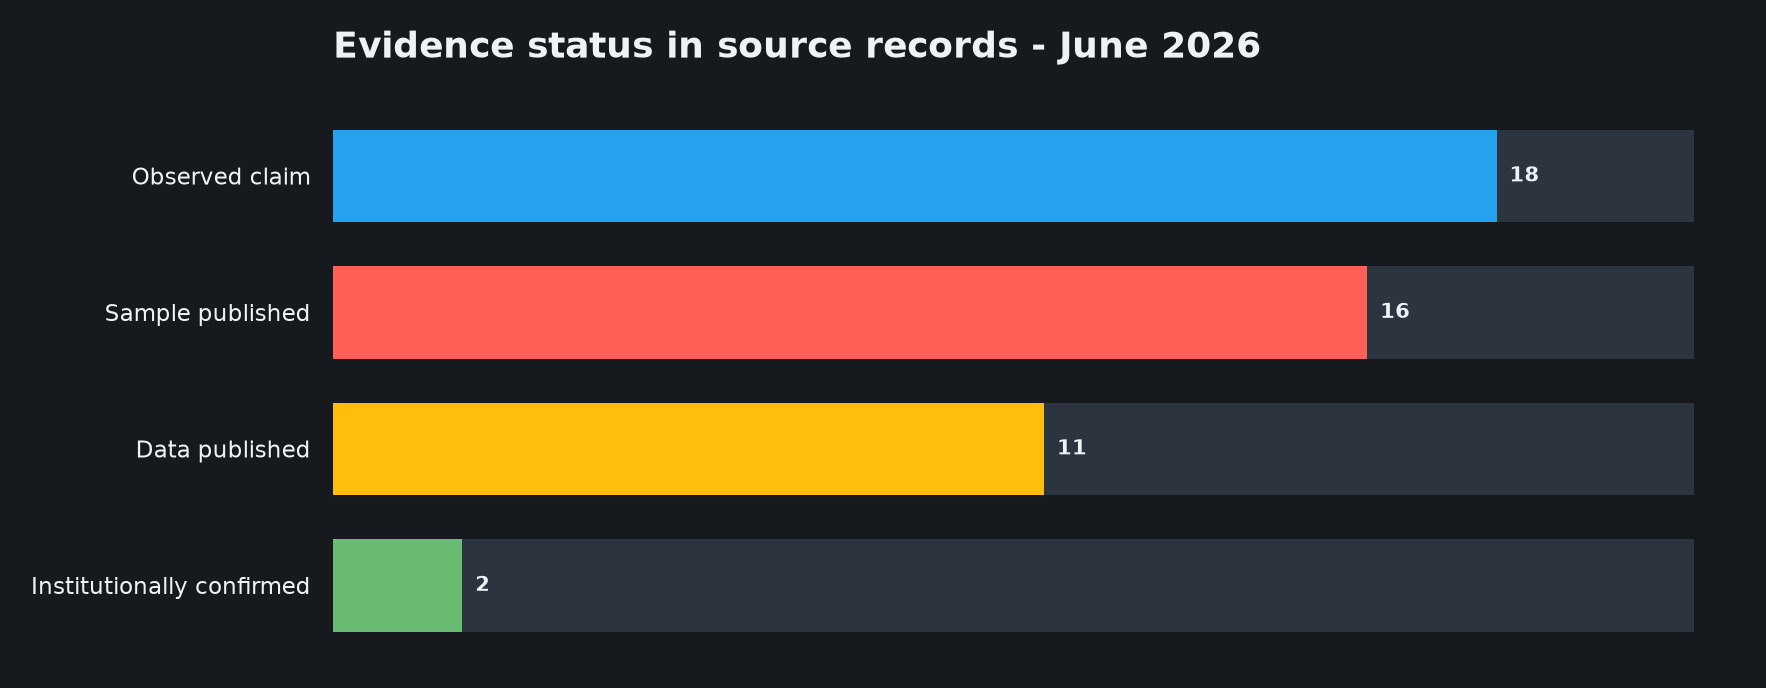 Evidence status in source records - June 2026
Observed claim
18
Sample published
16
Data published
11
Institutionally confirmed
2